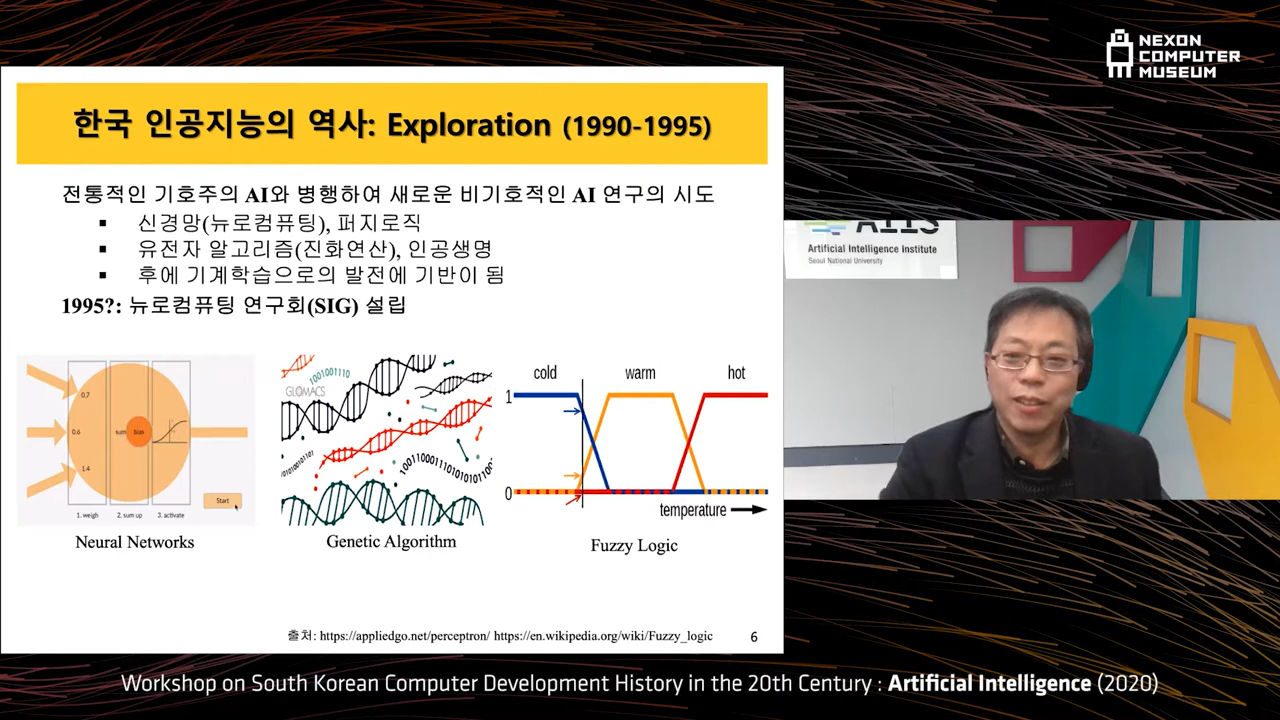 NEXON
COMPUTER
MUSEUM
한국 인공지능의 역사: Exploration (1990-1995)
전통적인 기호주의 AI와 병행하여 새로운 비기호적인 AI 연구의 시도
▪ 신경망(뉴로컴퓨팅), 퍼지로직
▪ 유전자 알고리즘(진화연산), 인공생명
▪ 후에 기계학습으로의 발전에 기반이 됨
1995?: 뉴로컴퓨팅 연구회(SIG) 설립
AIIS
Artificial Intelligence Institute
Seoul National University
0.7
0.6
sum
bias
1.4
Start
1. weigh
2. sum up
3. activate
Neural Networks
1001001110
GLOMACS
Genetic Algorithm
cold
warm
hot
1
0
temperature
Fuzzy Logic
출처: https://appliedgo.net/perceptron/ https://en.wikipedia.org/wiki/Fuzzy_logic
6
Workshop on South Korean Computer Development History in the 20th Century : Artificial Intelligence (2020)